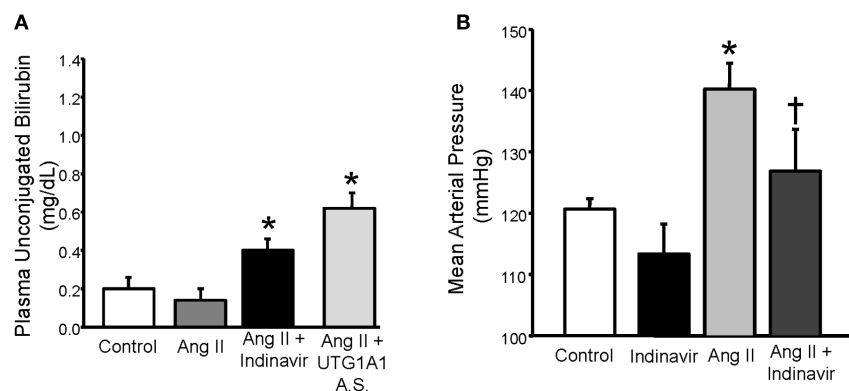 A
Plasma Unconjugated Bilirubin
(mg/dL)
1.4
1.2
1.0
0.8
0.6
0.4
0.2
0.0
*
*
Control
Ang II
Ang II +
Indinavir
Ang II +
UTG1A1
A.S.
B
Mean Arterial Pressure
(mmHg)
150
140
130
120
110
100
*
†
Control
Indinavir
Ang II
Ang II +
Indinavir